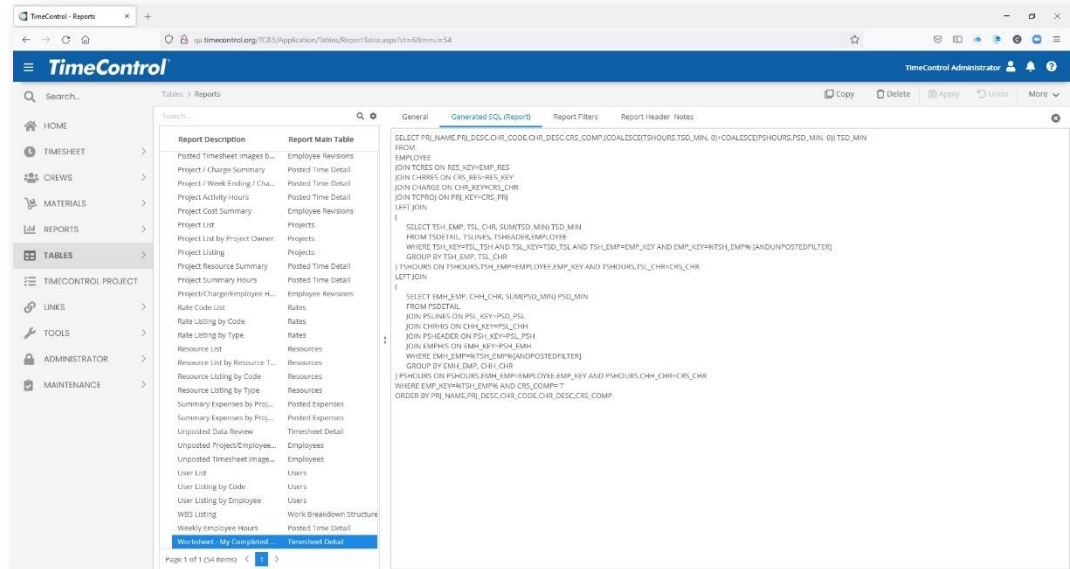 TimeControl - Reports
qa.timecontrol.org/TC83/Application/Tables/ReportTable.aspx?st=6&mnu=54
TimeControl
TimeControl Administrator
Search...
Tables > Reports
Copy
Delete
Apply
Undo
More
HOME
TIMESHEET
CREWS
MATERIALS
REPORTS
TABLES
TIMECONTROL PROJECT
LINKS
TOOLS
ADMINISTRATOR
MAINTENANCE
Search...
Report Description Report Main Table
Posted Timesheet Images b... Employee Revisions
Project / Charge Summary Posted Time Detail
Project / Week Ending / Cha... Posted Time Detail
Project Activity Hours Posted Time Detail
Project Cost Summary Employee Revisions
Project List Projects
Project List by Project Owner Projects
Project Listing Projects
Project Resource Summary Posted Time Detail
Project Summary Hours Posted Time Detail
Project/Charge/Employee H... Employee Revisions
Rate Code List Rates
Rate Listing by Code Rates
Rate Listing by Type Rates
Resource List Resources
Resource List by Resource T... Resources
Resource Listing by Code Resources
Resource Listing by Type Resources
Summary Expenses by Proj... Posted Expenses
Summary Expenses by Proj... Posted Expenses
Unposted Data Review Timesheet Detail
Unposted Project/Employee... Employees
Unposted Timesheet Image... Employees
User List Users
User Listing by Code Users
User Listing by Employee Users
WBS Listing Work Breakdown Structure
Weekly Employee Hours Posted Time Detail
Worksheet - My Completed ... Timesheet Detail
Page 1 of 1 (54 items) < 1 >
General Generated SQL (Report) Report Filters Report Header Notes
SELECT PRJ_NAME,PRJ_DESC,CHR_CODE,CHR_DESC,CRS_COMP,(COALESCE(TSHOURS.TSD_MIN, 0)+COALESCE(PSHOURS.PSD_MIN, 0)) TSD_MIN
FROM
EMPLOYEE
JOIN TCRES ON RES_KEY=EMP_RES
JOIN CHRRES ON CRS_RES=RES_KEY
JOIN CHARGE ON CHR_KEY=CRS_CHR
JOIN TCPROJ ON PRJ_KEY=CRS_PRJ
LEFT JOIN
(
SELECT TSH_EMP, TSL_CHR, SUM(TSD_MIN) TSD_MIN
FROM TSDETAIL, TSLINES, TSHEADER,EMPLOYEE
WHERE TSH_KEY=TSL_TSH AND TSL_KEY=TSD_TSL AND TSH_EMP=EMP_KEY AND EMP_KEY=%TSH_EMP% [ANDUNPOSTEDFILTER]
GROUP BY TSH_EMP, TSL_CHR
) TSHOURS ON TSHOURS.TSH_EMP=EMPLOYEE.EMP_KEY AND TSHOURS.TSL_CHR=CRS_CHR
LEFT JOIN
(
SELECT EMH_EMP, CHH_CHR, SUM(PSD_MIN) PSD_MIN
FROM PSDETAIL
JOIN PSLINES ON PSL_KEY=PSD_PSL
JOIN CHRHIS ON CHH_KEY=PSL_CHH
JOIN PSHEADER ON PSH_KEY=PSL_PSH
JOIN EMPHIS ON EMH_KEY=PSH_EMH
WHERE EMH_EMP=%TSH_EMP%[ANDPOSTEDFILTER]
GROUP BY EMH_EMP, CHH_CHR
) PSHOURS ON PSHOURS.EMH_EMP=EMPLOYEE.EMP_KEY AND PSHOURS.CHH_CHR=CRS_CHR
WHERE EMP_KEY=%TSH_EMP% AND CRS_COMP='T'
ORDER BY PRJ_NAME,PRJ_DESC,CHR_CODE,CHR_DESC,CRS_COMP